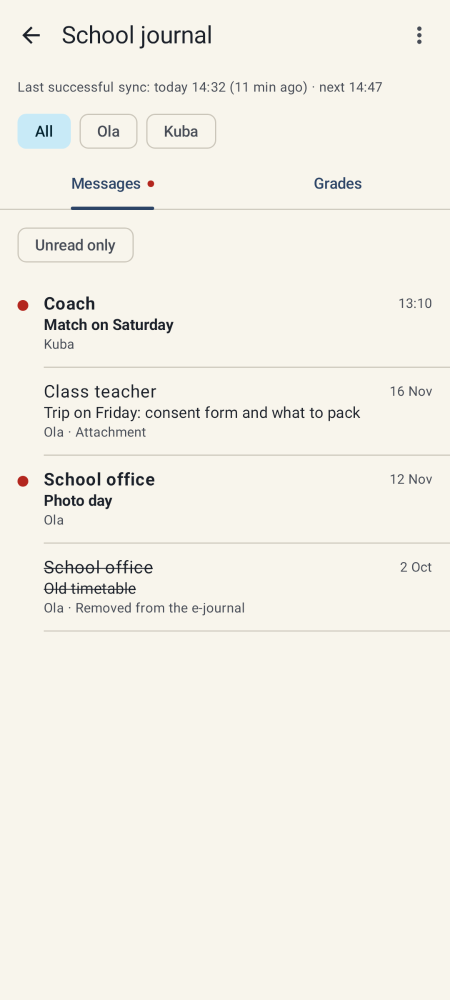 School journal
Last successful sync: today 14:32 (11 min ago) · next 14:47
All
Ola
Kuba
Messages
Grades
Unread only
Coach
13:10
Match on Saturday
Kuba
Class teacher
16 Nov
Trip on Friday: consent form and what to pack
Ola · Attachment
School office
12 Nov
Photo day
Ola
School office
2 Oct
Old timetable
Ola · Removed from the e-journal